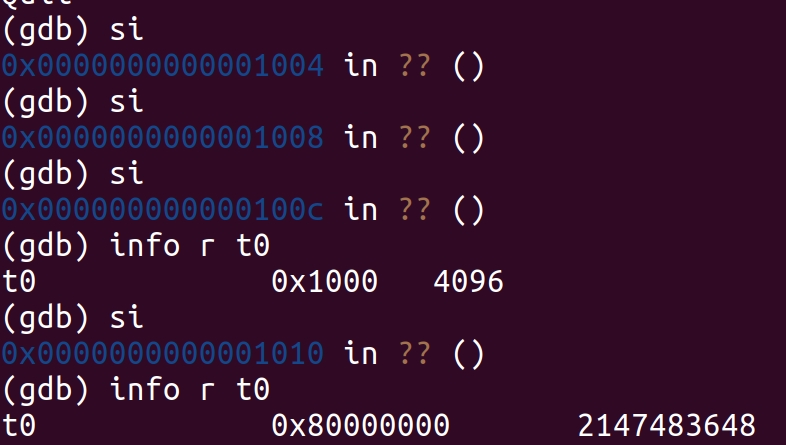 (gdb) si
0x0000000000001004 in ?? ()
(gdb) si
0x0000000000001008 in ?? ()
(gdb) si
0x000000000000100c in ?? ()
(gdb) info r t0
t0             0x1000   4096
(gdb) si
0x0000000000001010 in ?? ()
(gdb) info r t0
t0             0x80000000       2147483648